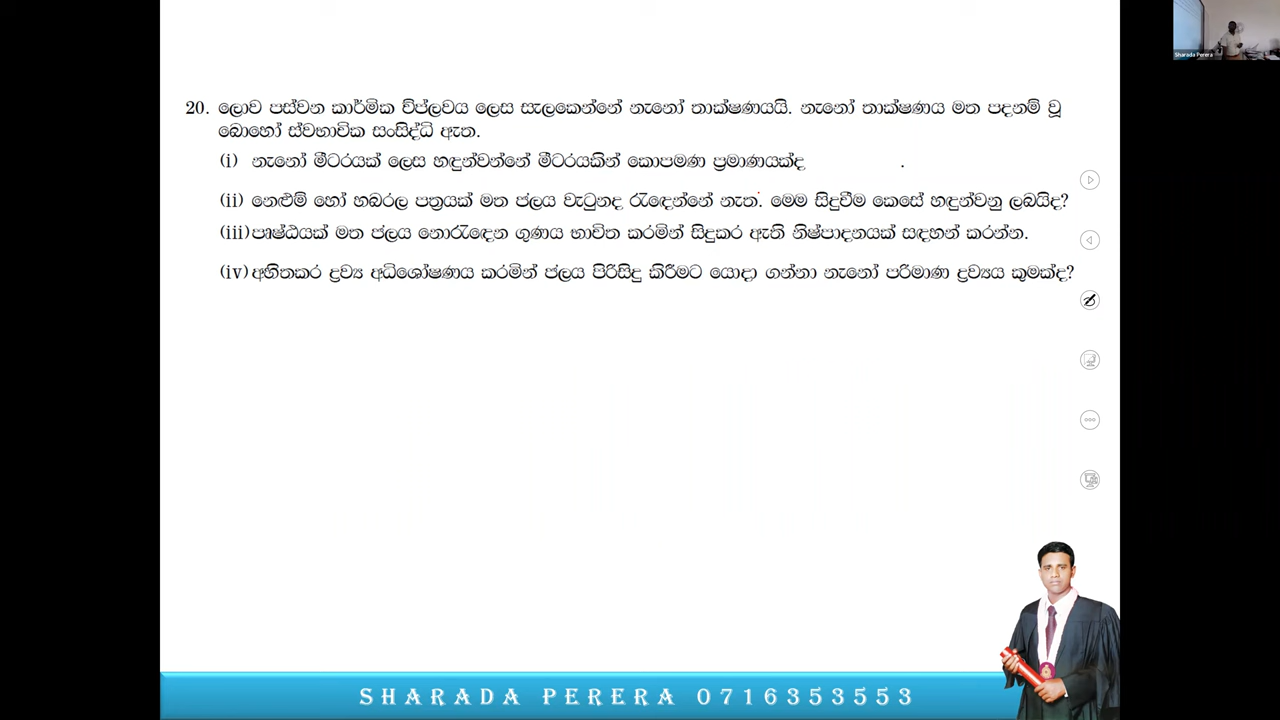 Sharada Perera
20. ලොව පස්වන කාර්මික විප්ලවය ලෙස සැලකෙන්නේ නැනෝ තාක්ෂණයයි. නැනෝ තාක්ෂණය මත පදනම් වූ
බොහෝ ස්වභාවික සංසිද්ධි ඇත.
(i) නැනෝ මීටරයක් ලෙස හඳුන්වන්නේ මීටරයකින් කොපමණ ප්‍රමාණයක්ද .
(ii) නෙළුම් හෝ හබරල පත්‍රයක් මත ජලය වැටුනද රැඳෙන්නේ නැත. මෙම සිදුවීම කෙසේ හඳුන්වනු ලබයිද?
(iii) පෘෂ්ඨයක් මත ජලය නොරැඳෙන ගුණය භාවිත කරමින් සිදුකර ඇති නිෂ්පාදනයක් සඳහන් කරන්න.
(iv) අහිතකර ද්‍රව්‍ය අධිශෝෂණය කරමින් ජලය පිරිසිදු කිරීමට යොදා ගන්නා නැනෝ පරිමාණ ද්‍රව්‍යය කුමක්ද?
SHARADA PERERA 0716353553